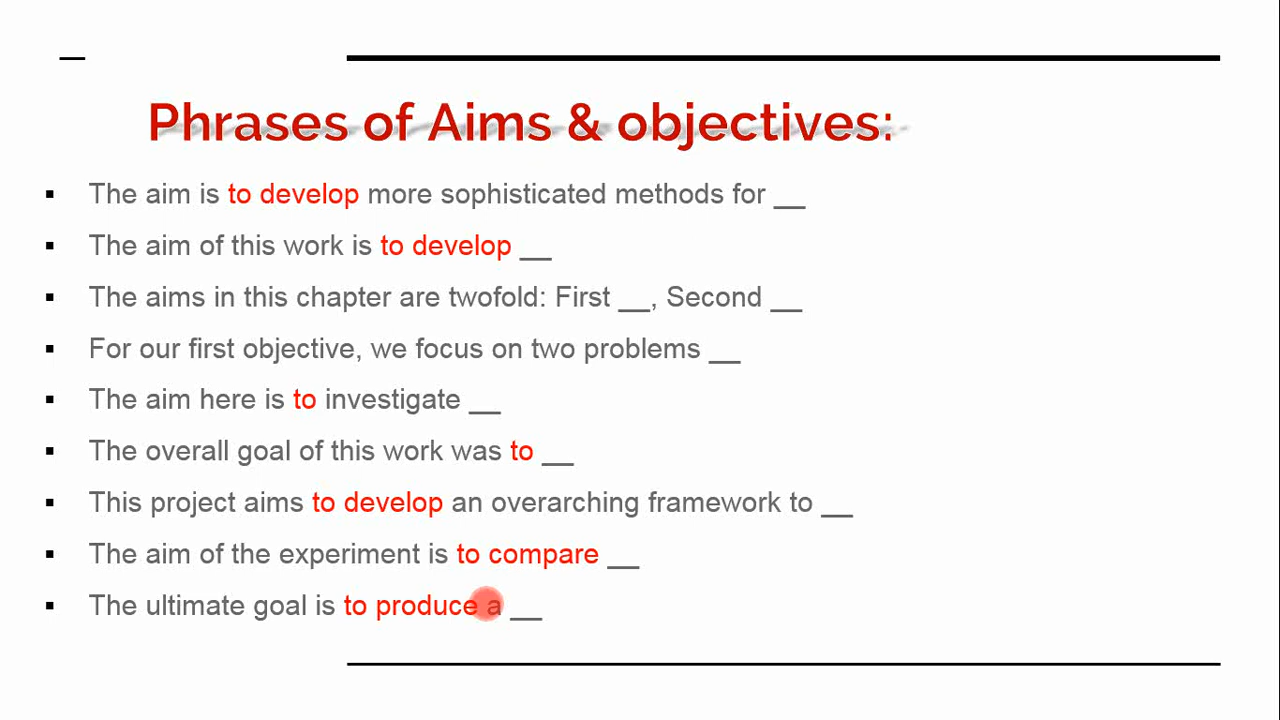 Phrases of Aims & objectives:
▪ The aim is to develop more sophisticated methods for __
▪ The aim of this work is to develop __
▪ The aims in this chapter are twofold: First __, Second __
▪ For our first objective, we focus on two problems __
▪ The aim here is to investigate __
▪ The overall goal of this work was to __
▪ This project aims to develop an overarching framework to __
▪ The aim of the experiment is to compare __
▪ The ultimate goal is to produce a __